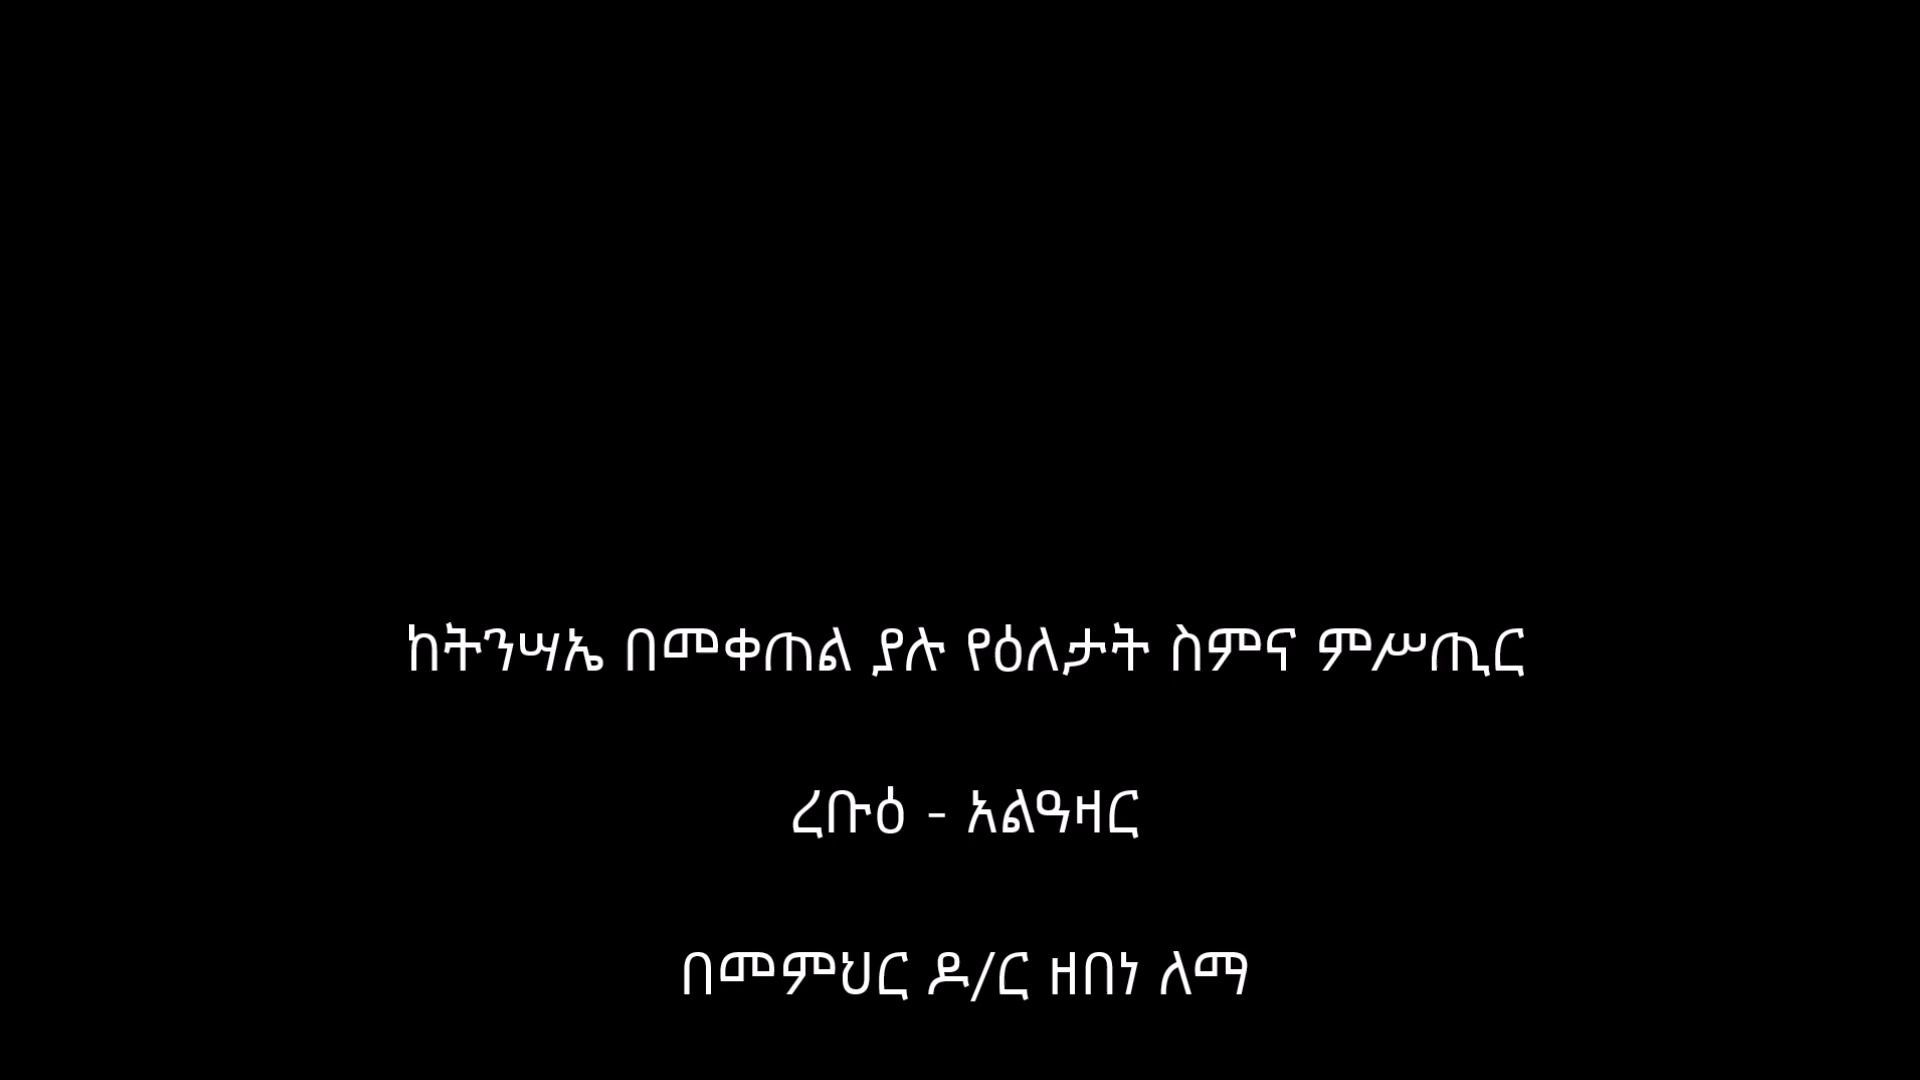 ከትንሣኤ በመቀጠል ያሉ የዕለታት ስምና ምሥጢር
ረቡዕ - አልዓዛር
በመምህር ዶ/ር ዘበነ ለማ